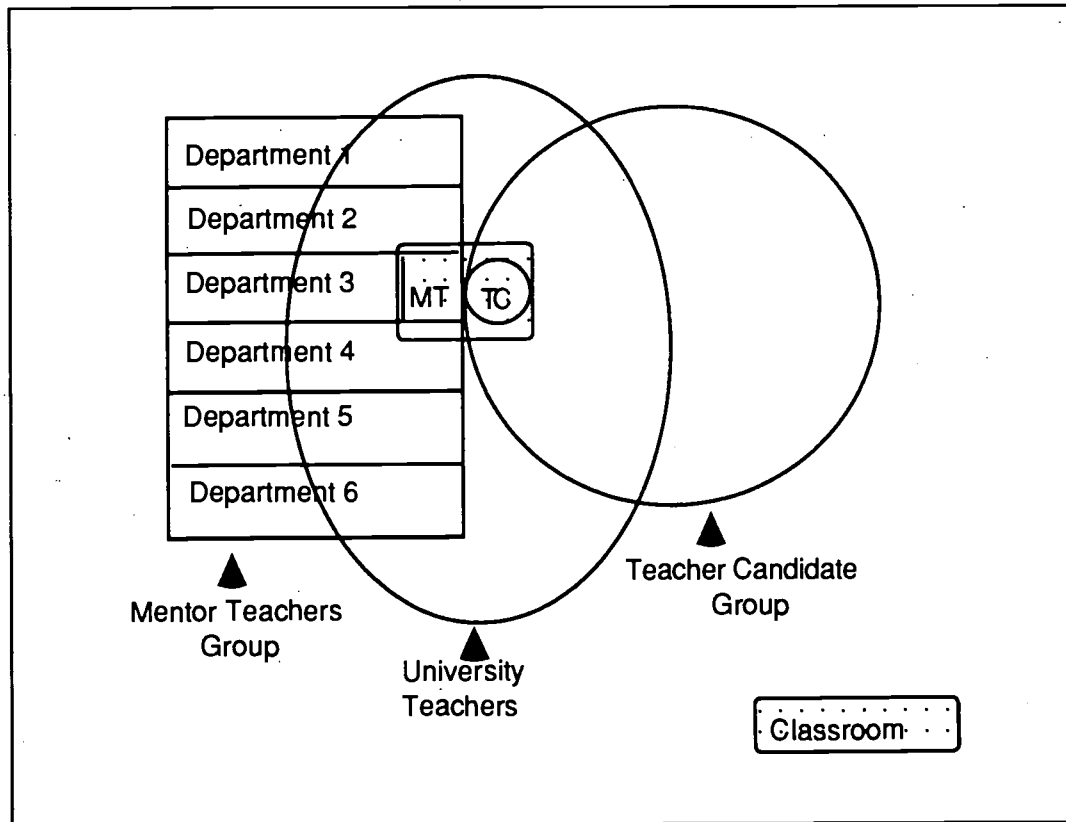 Department 1
Department 2
Department 3
MT TC
Department 4
Department 5
Department 6
Mentor Teachers
Group
University
Teachers
Teacher Candidate
Group
Classroom